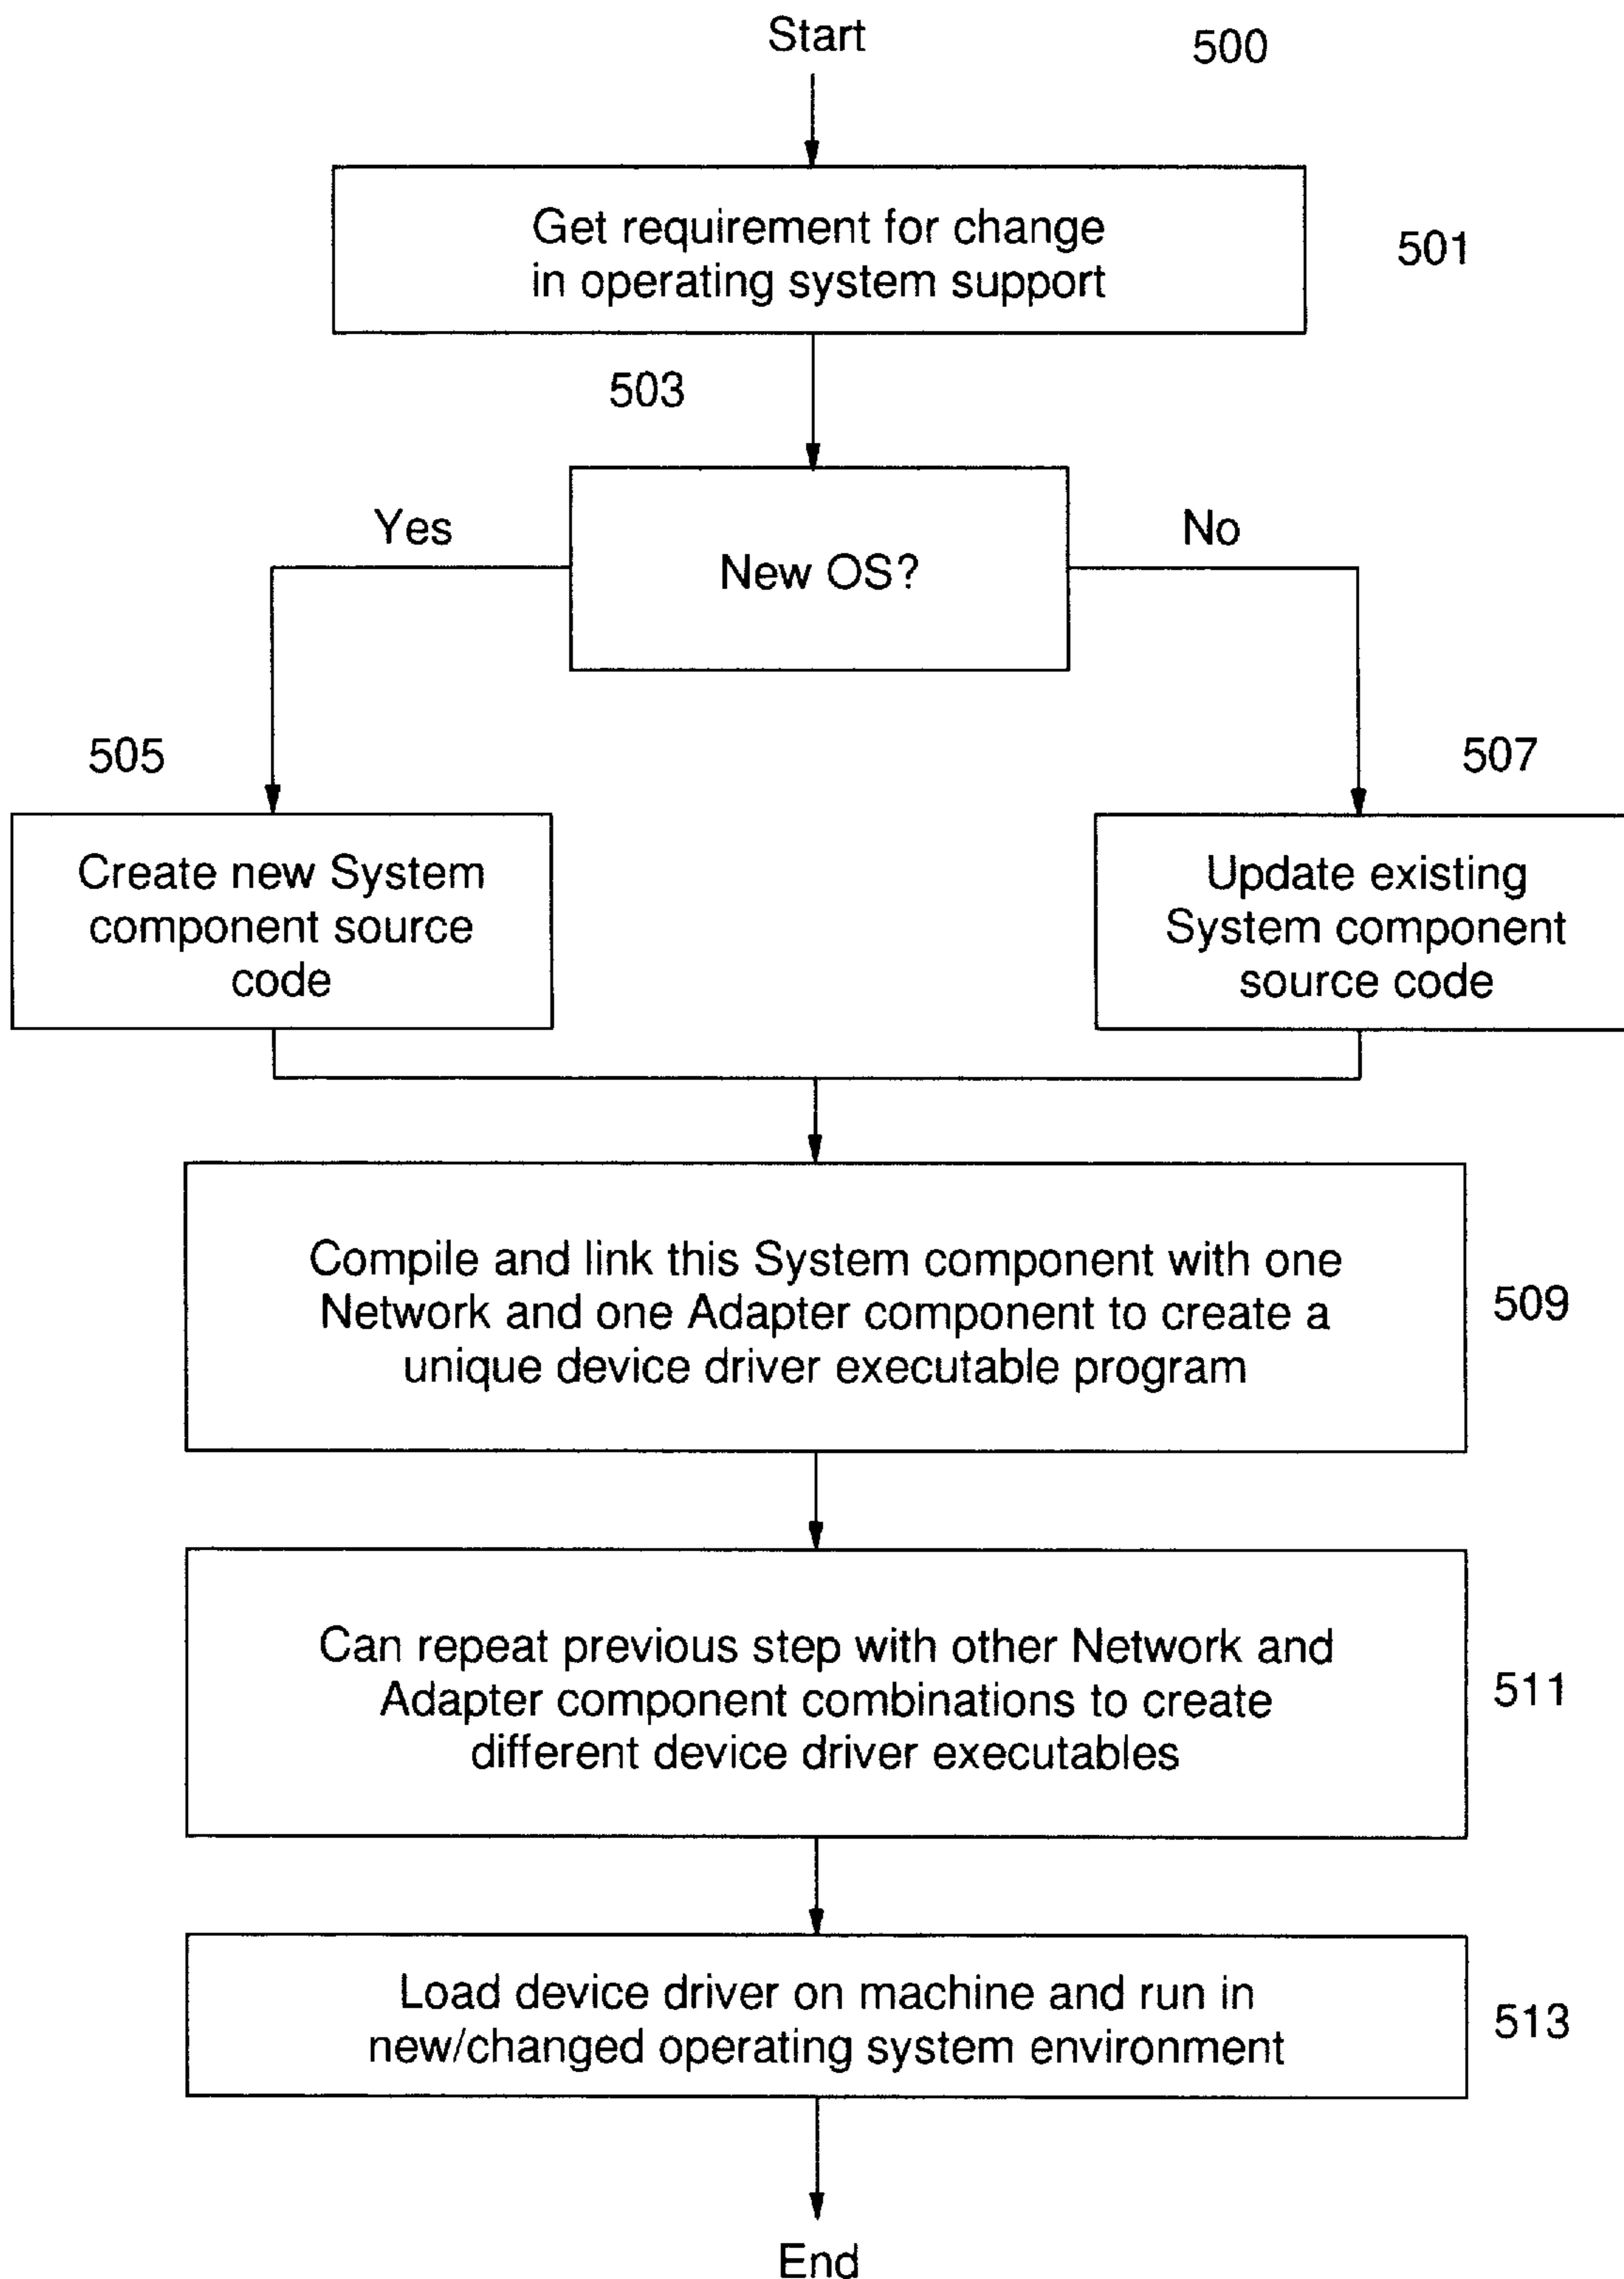 Start
500
Get requirement for change
in operating system support
501
503
Yes
New OS?
No
505
507
Create new System
component source
code
Update existing
System component
source code
Compile and link this System component with one
Network and one Adapter component to create a
unique device driver executable program
509
Can repeat previous step with other Network and
Adapter component combinations to create
different device driver executables
511
Load device driver on machine and run in
new/changed operating system environment
513
End